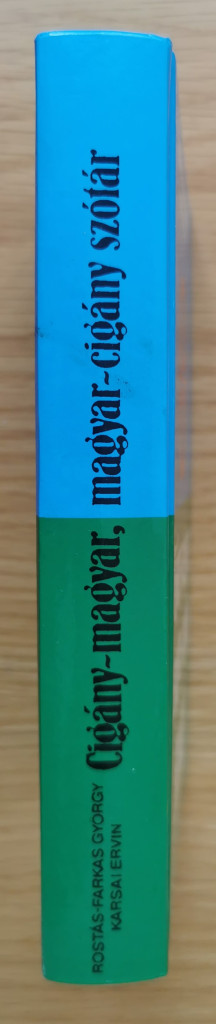 ROSTÁS-FARKAS GYÖRGY
KARSAI ERVIN
Cigány-magyar, magyar-cigány szótár